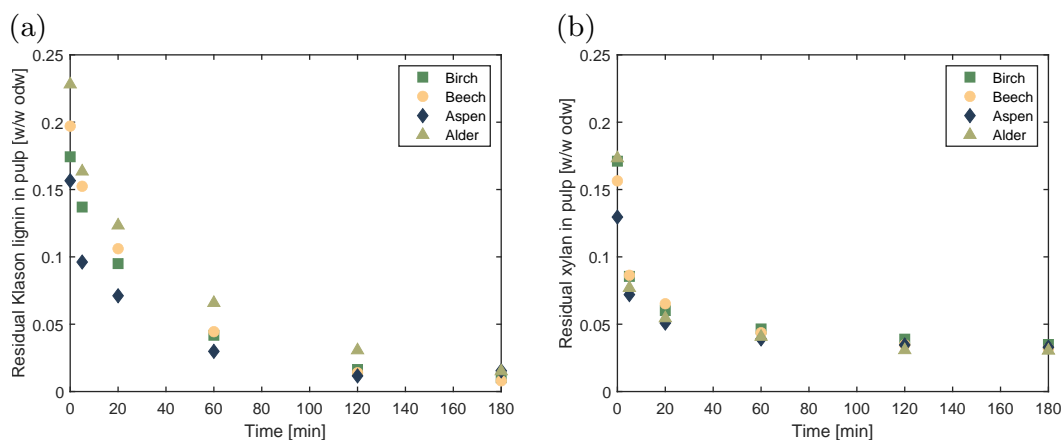 (a)
Residual Klason lignin in pulp [w/w odw]
0.25
0.2
0.15
0.1
0.05
0
0 20 40 60 80 100 120 140 160 180
Time [min]
Birch
Beech
Aspen
Alder
(b)
Residual xylan in pulp [w/w odw]
0.25
0.2
0.15
0.1
0.05
0
0 20 40 60 80 100 120 140 160 180
Time [min]
Birch
Beech
Aspen
Alder